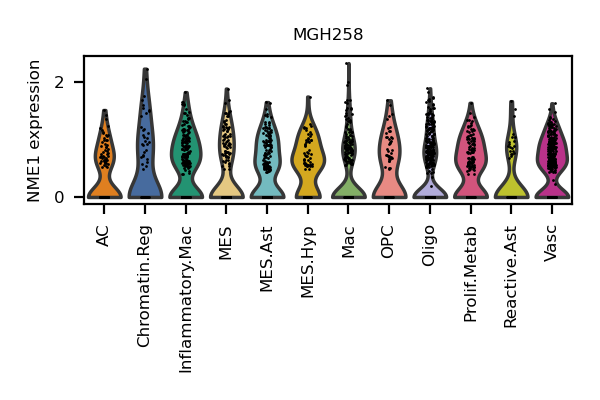 MGH258
NME1 expression
2
0
AC
Chromatin.Reg
Inflammatory.Mac
MES
MES.Ast
MES.Hyp
Mac
OPC
Oligo
Prolif.Metab
Reactive.Ast
Vasc